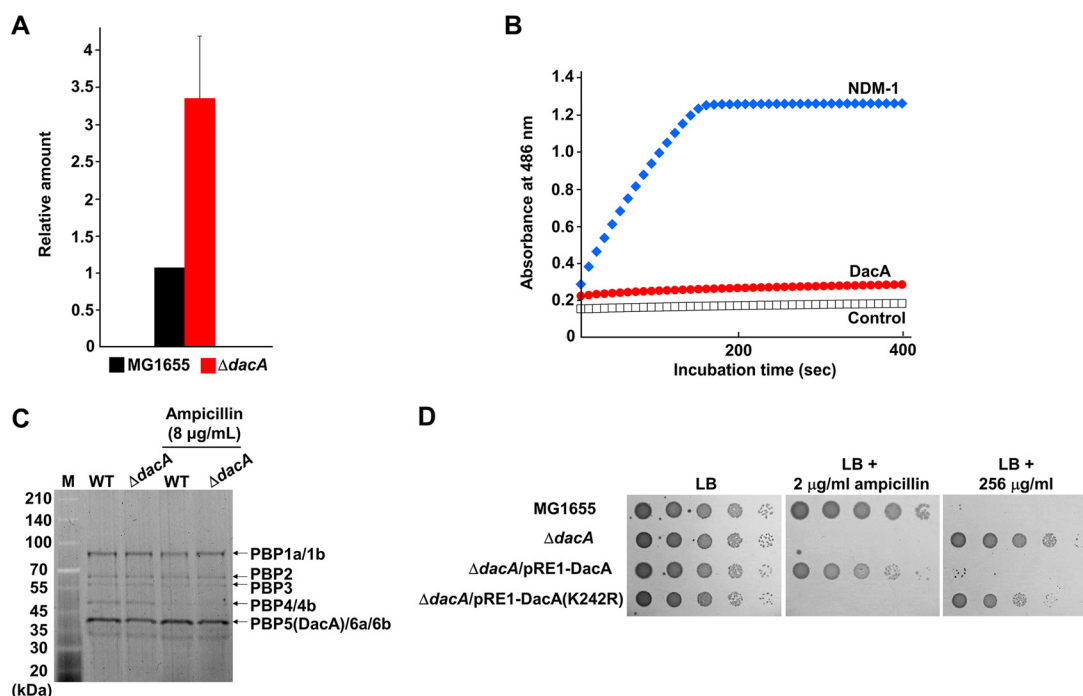 A
Relative amount
4
3.5
3
2.5
2
1.5
1
0.5
0
MG1655 ΔdacA
B
Absorbance at 486 nm
1.4
1.2
1.0
0.8
0.6
0.4
0.2
0
NDM-1
DacA
Control
200 400
Incubation time (sec)
C
Ampicillin
(8 µg/mL)
M WT ΔdacA WT ΔdacA
210
140
100
70
55
45
35
30
20
(kDa)
PBP1a/1b
PBP2
PBP3
PBP4/4b
PBP5(DacA)/6a/6b
D
LB
LB +
2 µg/ml ampicillin
LB +
256 µg/ml
MG1655
ΔdacA
ΔdacA/pRE1-DacA
ΔdacA/pRE1-DacA(K242R)